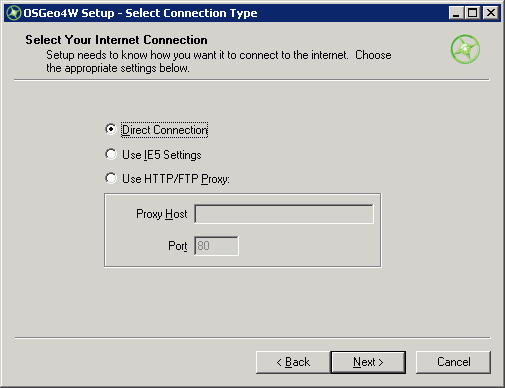 OSGeo4W Setup - Select Connection Type
Select Your Internet Connection
Setup needs to know how you want it to connect to the internet. Choose
the appropriate settings below.
Direct Connection
Use IE5 Settings
Use HTTP/FTP Proxy:
Proxy Host
Port 80
< Back Next > Cancel